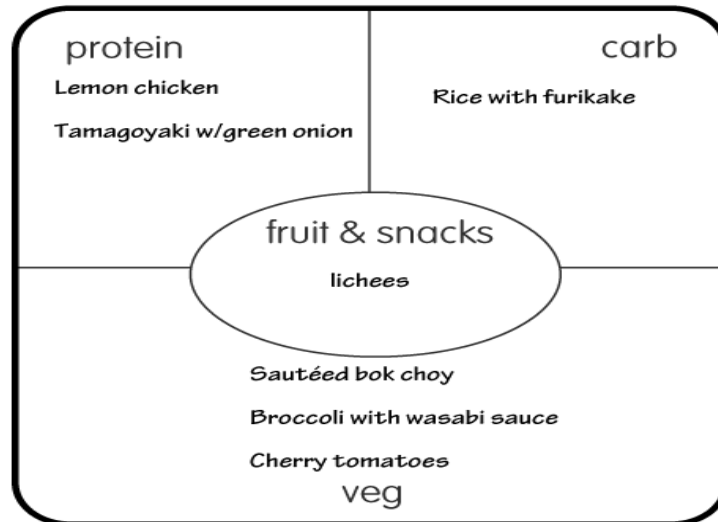 protein
Lemon chicken
Tamagoyaki w/green onion
carb
Rice with furikake
fruit & snacks
lichees
Sautéed bok choy
Broccoli with wasabi sauce
Cherry tomatoes
veg